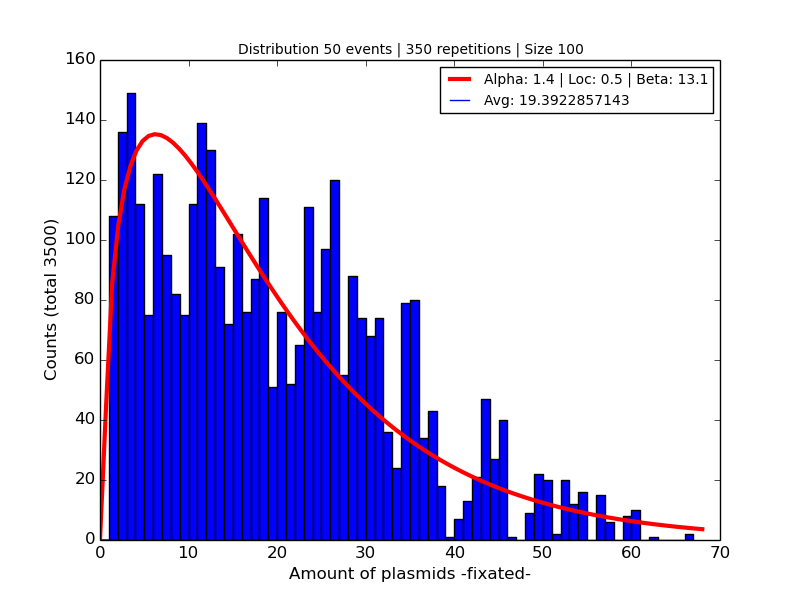 Distribution 50 events | 350 repetitions | Size 100
Alpha: 1.4 | Loc: 0.5 | Beta: 13.1
Avg: 19.3922857143
160
140
120
100
80
60
40
20
0
Counts (total 3500)
0 10 20 30 40 50 60 70
Amount of plasmids -fixated-